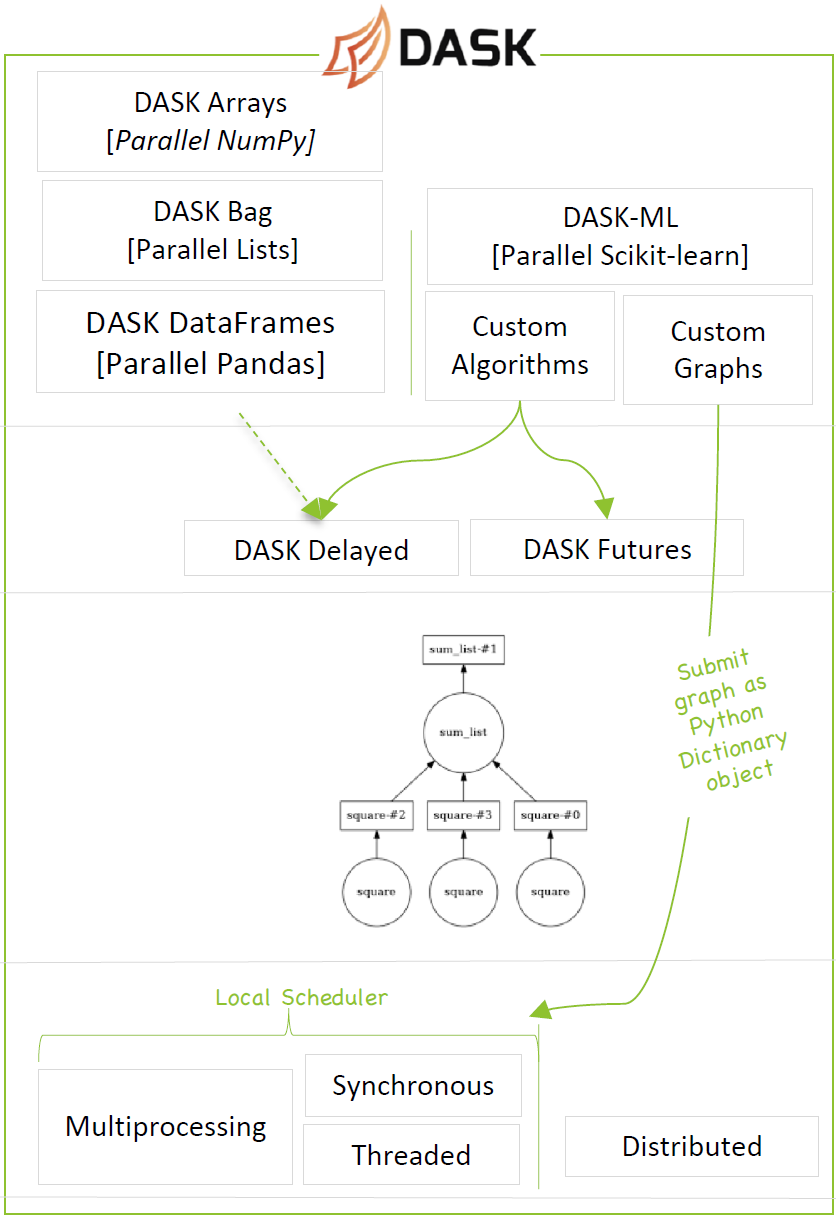 DASK
DASK Arrays
[Parallel NumPy]
DASK Bag
[Parallel Lists]
DASK DataFrames
[Parallel Pandas]
DASK-ML
[Parallel Scikit-learn]
Custom
Algorithms
Custom
Graphs
DASK Delayed
DASK Futures
sum_list-#1
sum_list
square-#2
square-#3
square-#0
square
square
square
Submit
graph as
Python
Dictionary
object
Local Scheduler
Multiprocessing
Synchronous
Threaded
Distributed